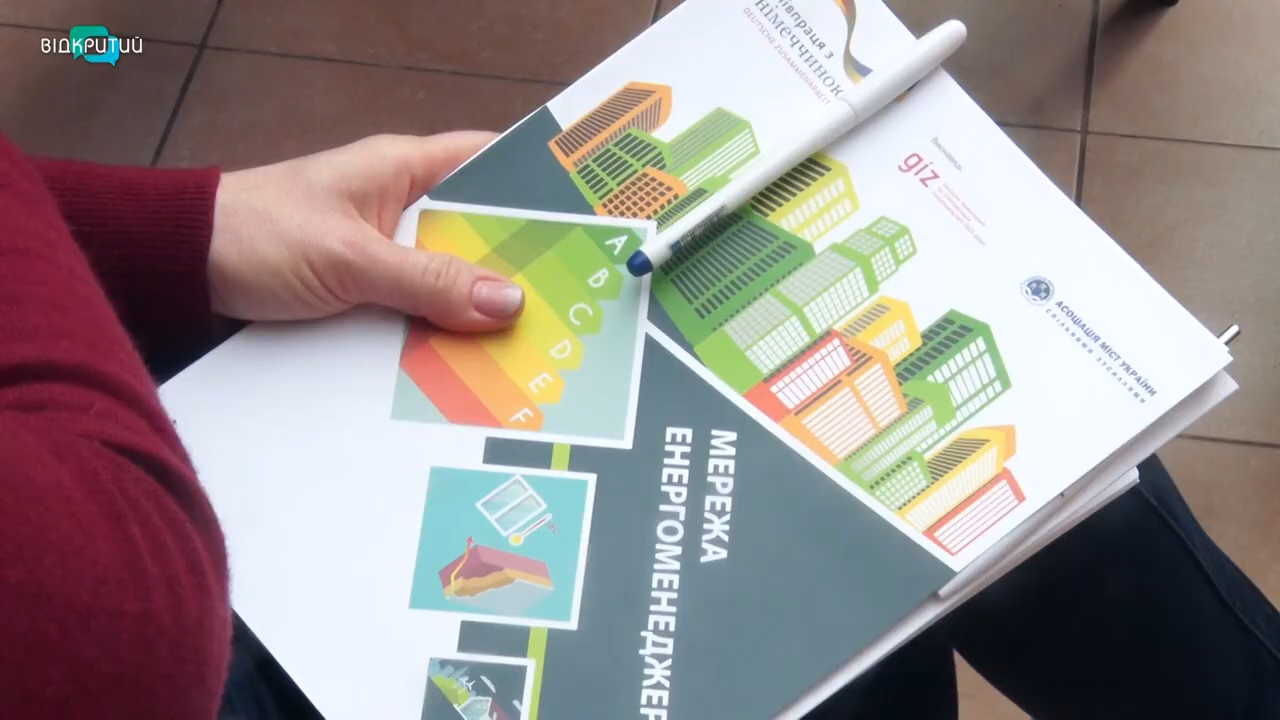 ВІДКРИТИЙ
співпраця з
німеччиною
DEUTSCHE ZUSAMMENARBEIT
giz
АСОЦІАЦІЯ МІСТ УКРАЇНИ
СПІЛЬНИМИ ЗУСИЛЛЯМИ
A
B
C
D
E
F
МЕРЕЖА
ЕНЕРГОМЕНЕДЖЕР